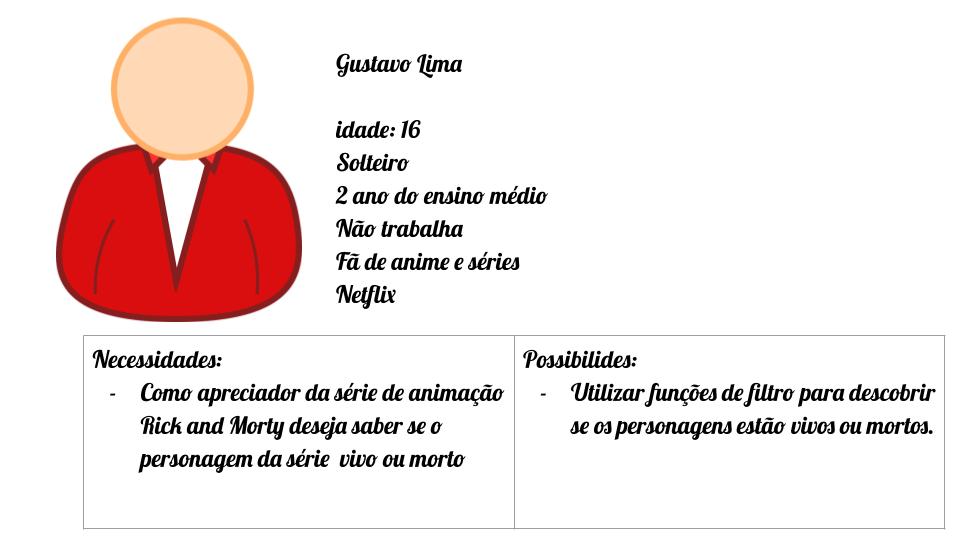 Gustavo Lima
idade: 16
Solteiro
2 ano do ensino médio
Não trabalha
Fã de anime e séries
Netflix
Necessidades:
- Como apreciador da série de animação
Rick and Morty deseja saber se o
personagem da série vivo ou morto
Possibilides:
- Utilizar funções de filtro para descobrir
se os personagens estão vivos ou mortos.